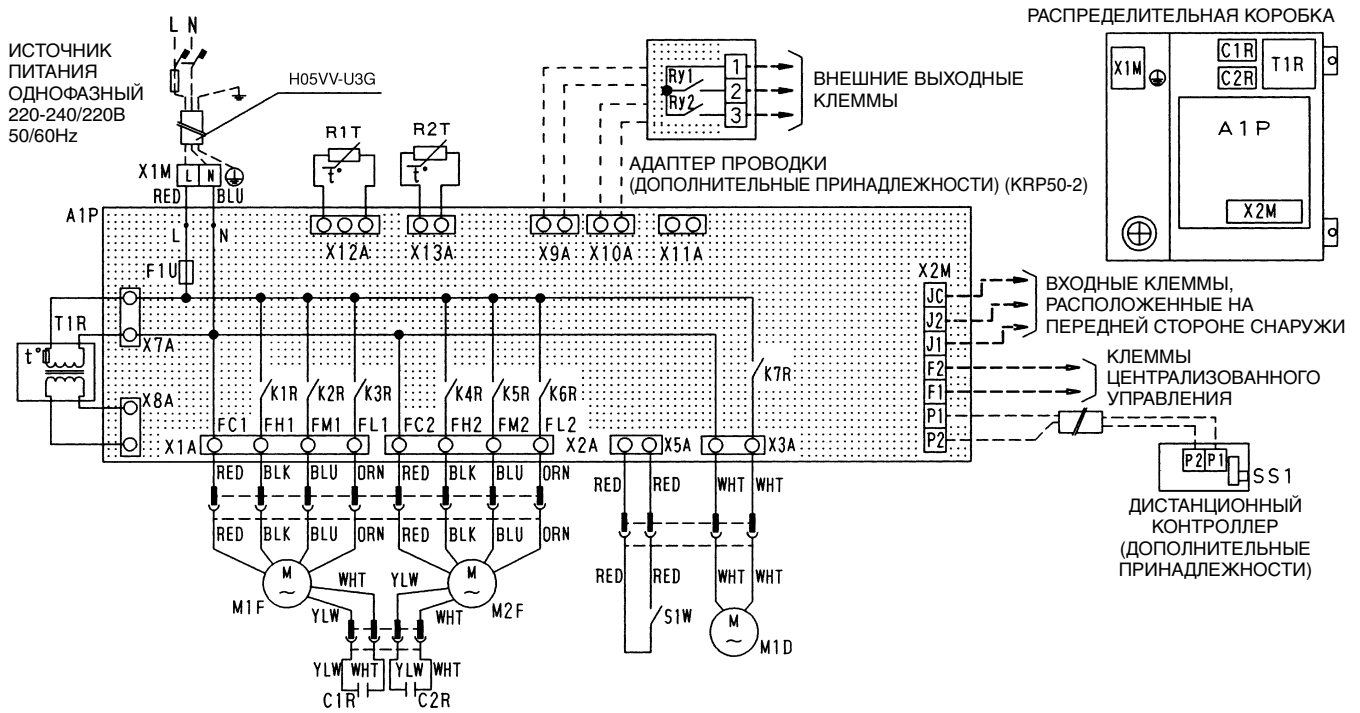 L N
ИСТОЧНИК
ПИТАНИЯ
ОДНОФАЗНЫЙ
220-240/220В
50/60Hz
H05VV-U3G
X1M
L N
RED BLU
A1P
L N
F1U
R1T
t°
X12A
R2T
t°
X13A
X9A
X10A
X11A
Ry1
Ry2
1
2
3
ВНЕШНИЕ ВЫХОДНЫЕ
КЛЕММЫ
АДАПТЕР ПРОВОДКИ
(ДОПОЛНИТЕЛЬНЫЕ ПРИНАДЛЕЖНОСТИ) (KRP50-2)
РАСПРЕДЕЛИТЕЛЬНАЯ КОРОБКА
X1M
C1R
C2R
T1R
A1P
X2M
X2M
JC
J2
J1
F2
F1
P1
P2
ВХОДНЫЕ КЛЕММЫ,
РАСПОЛОЖЕННЫЕ НА
ПЕРЕДНЕЙ СТОРОНЕ СНАРУЖИ
КЛЕММЫ
ЦЕНТРАЛИЗОВАННОГО
УПРАВЛЕНИЯ
P2 P1
SS1
ДИСТАНЦИОННЫЙ
КОНТРОЛЛЕР
(ДОПОЛНИТЕЛЬНЫЕ
ПРИНАДЛЕЖНОСТИ)
T1R
t°
X7A
X8A
K1R K2R K3R K4R K5R K6R K7R
FC1 FH1 FM1 FL1 FC2 FH2 FM2 FL2
X1A X2A X5A X3A
RED BLK BLU ORN RED BLK BLU ORN RED RED WHT WHT
RED BLK BLU ORN RED BLK BLU ORN
RED RED WHT WHT
M
~
M1F
M
~
M2F
WHT YLW
YLW WHT
S1W
M
~
M1D
YLW WHT YLW WHT
C1R C2R